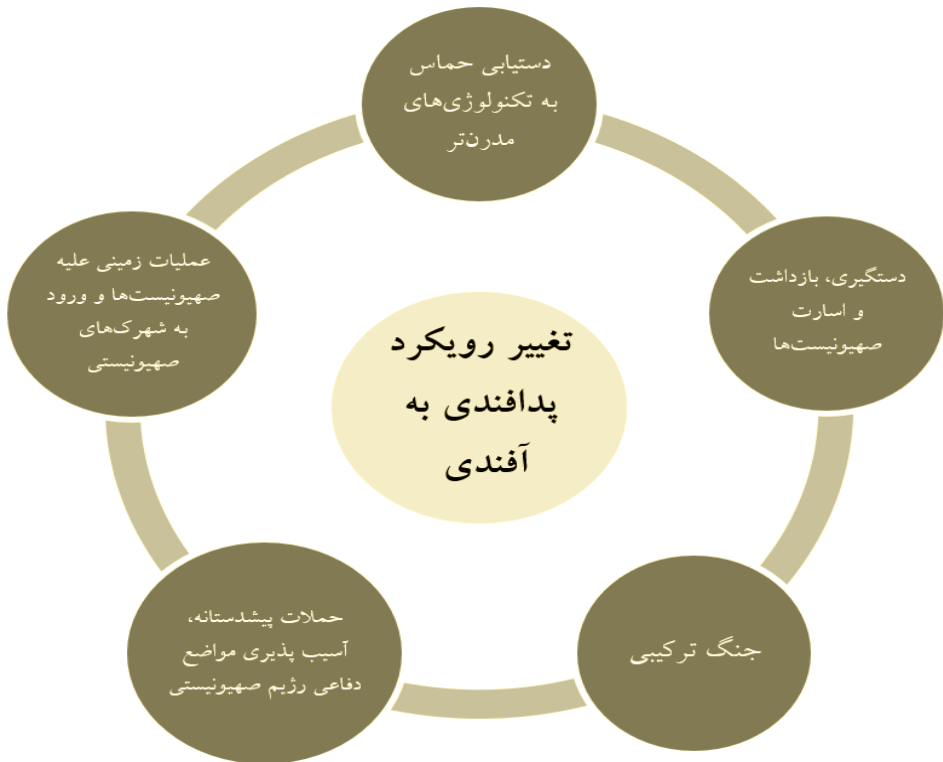 دستیابی حماس
به تکنولوژی‌های
مدرن‌تر
دستگیری، بازداشت
و اسارت
صهیونیست‌ها
جنگ ترکیبی
حملات پیشدستانه،
آسیب پذیری مواضع
دفاعی رژیم صهیونیستی
عملیات زمینی علیه
صهیونیست‌ها و ورود
به شهرک‌های
صهیونیستی
تغییر رویکرد
پدافندی به
آفندی